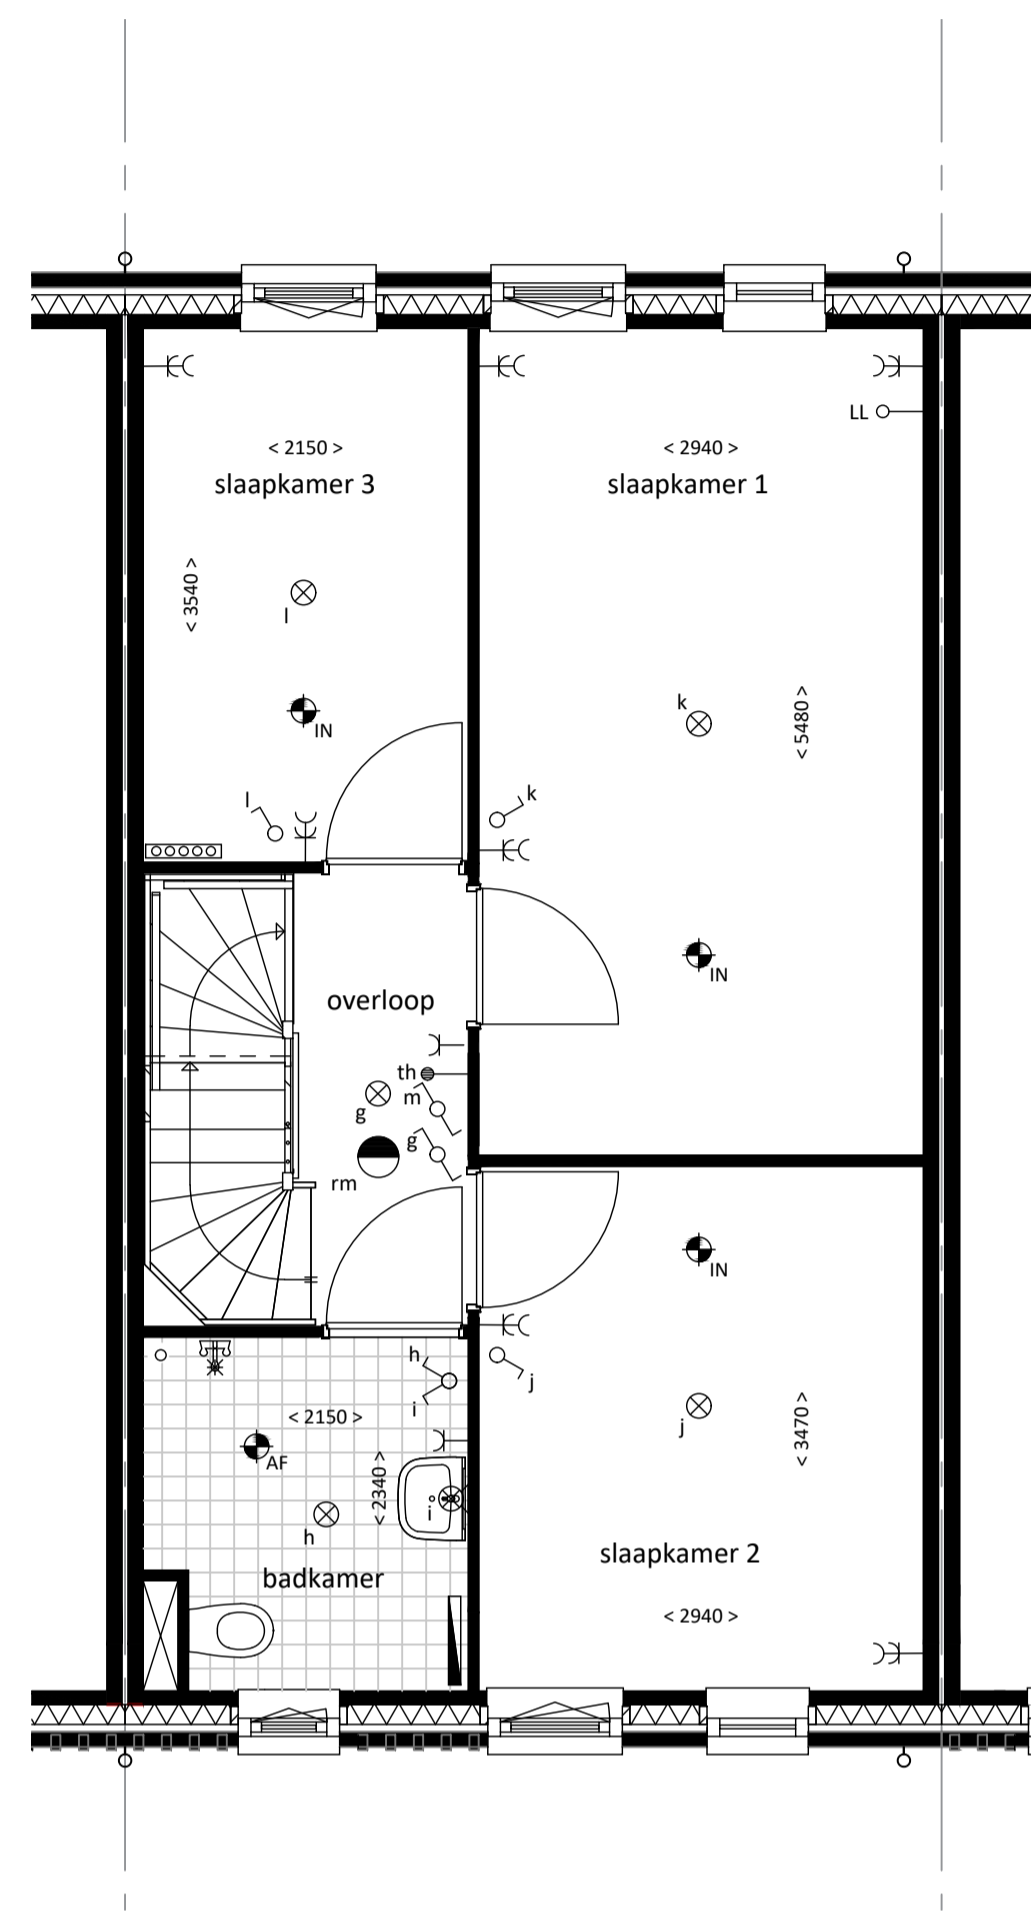 LL
< 2150 >
< 2940 >
slaapkamer 3
slaapkamer 1
< 3540 >
l
k
< 5480 >
IN
l
k
IN
overloop
th
m
g
g
rm
IN
h
j
i
< 2150 >
j
< 3470 >
AF
< 2340 >
i
h
slaapkamer 2
badkamer
< 2940 >